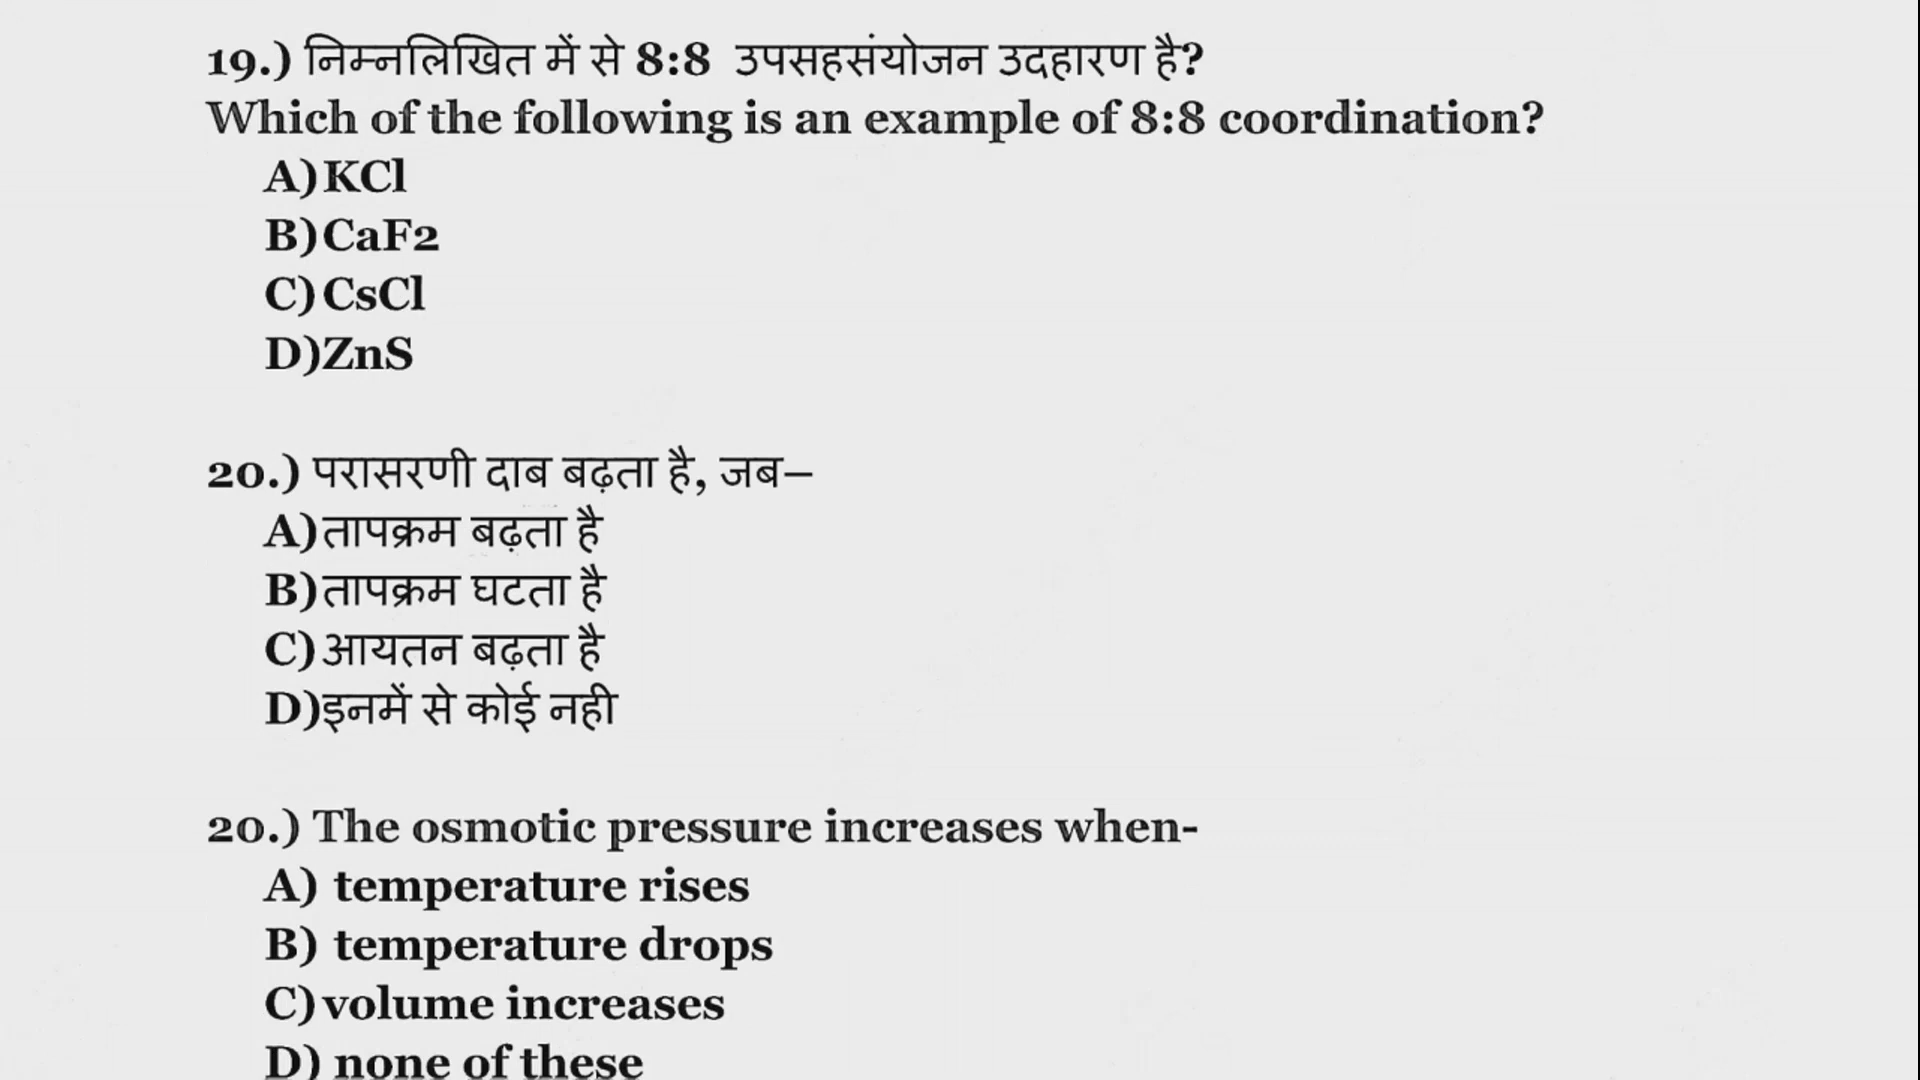 19.) निम्नलिखित में से 8:8 उपसहसंयोजन उदहारण है?
Which of the following is an example of 8:8 coordination?
A) KCl
B) CaF2
C) CsCl
D) ZnS
20.) परासरणी दाब बढ़ता है, जब–
A) तापक्रम बढ़ता है
B) तापक्रम घटता है
C) आयतन बढ़ता है
D) इनमें से कोई नही
20.) The osmotic pressure increases when-
A) temperature rises
B) temperature drops
C) volume increases
D) none of these